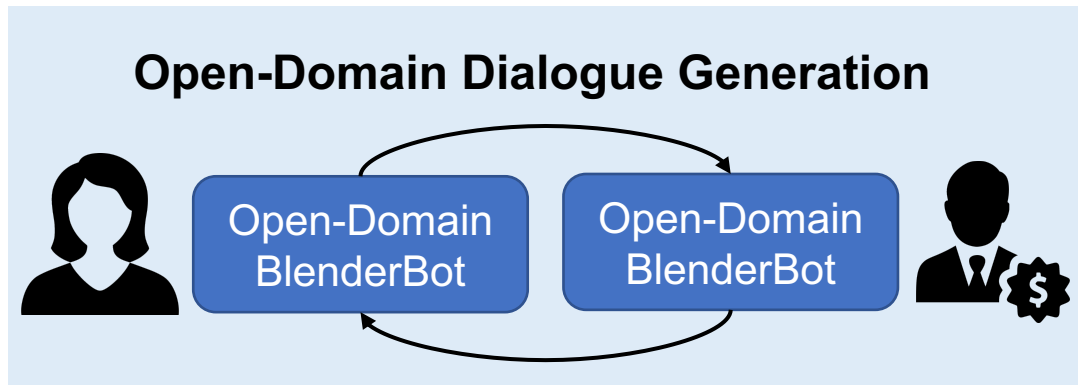 Open-Domain Dialogue Generation
Open-Domain
BlenderBot
Open-Domain
BlenderBot
$